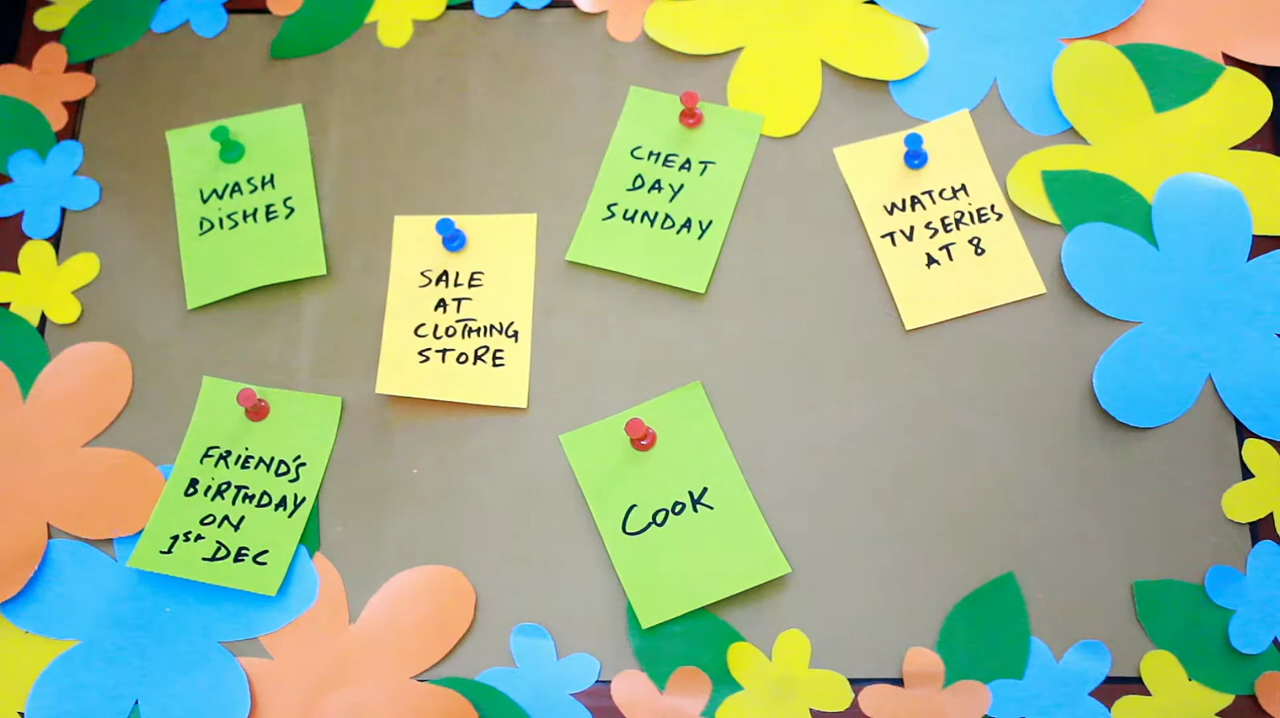 WASH
DISHES
SALE
AT
CLOTHING
STORE
CHEAT
DAY
SUNDAY
WATCH
TV SERIES
AT 8
FRIEND'S
BIRTHDAY
ON
1ST DEC
COOK